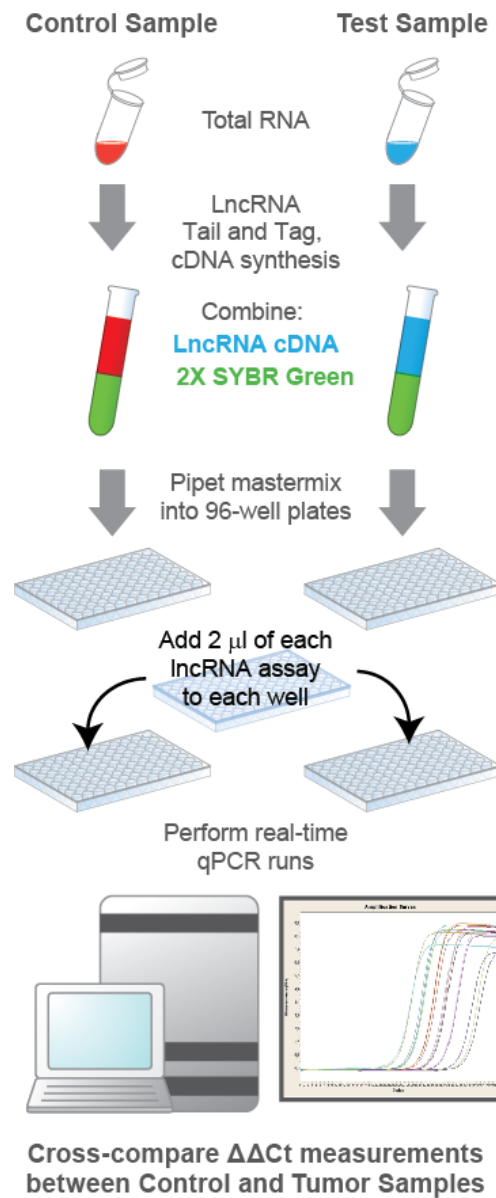 Control Sample
Test Sample
Total RNA
LncRNA
Tail and Tag,
cDNA synthesis
Combine:
LncRNA cDNA
2X SYBR Green
Pipet mastermix
into 96-well plates
Add 2 µl of each
lncRNA assay
to each well
Perform real-time
qPCR runs
Amplification Curves
Cross-compare ΔΔCt measurements
between Control and Tumor Samples